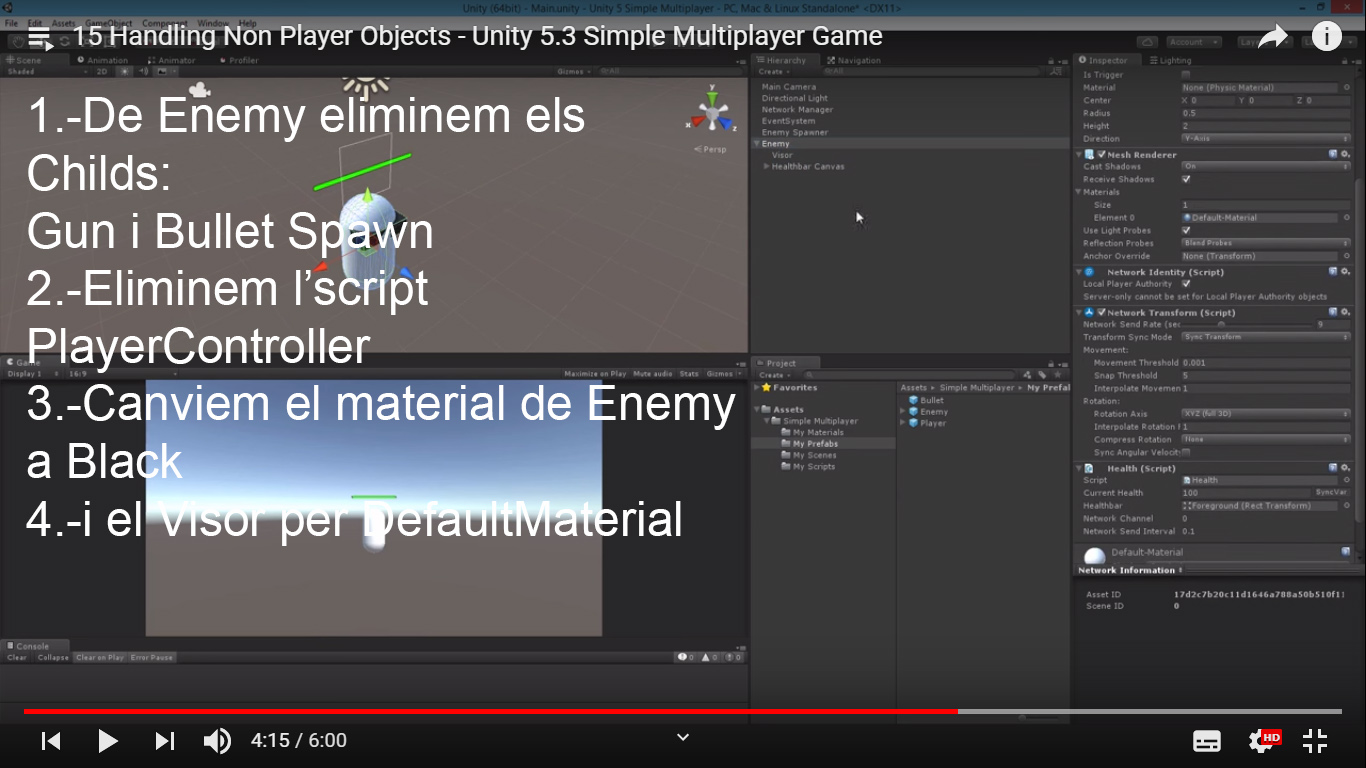 Unity (64bit) - Main.unity - Unity 5 Simple Multiplayer - PC, Mac & Linux Standalone* <DX11>
File Edit Assets GameObject Component Window Help
15 Handling Non Player Objects - Unity 5.3 Simple Multiplayer Game
Account
Scene Animation Animator Profiler
Shaded 2D Gizmos All
1.-De Enemy eliminem els
Childs:
Gun i Bullet Spawn
2.-Eliminem l’script
PlayerController
3.-Canviem el material de Enemy
a Black
4.-i el Visor per DefaultMaterial
y
x
z
Persp
Game
Display 1 16:9 Maximize on Play Mute audio Stats Gizmos
Console
Clear Collapse Clear on Play Error Pause 0 0 0
Hierarchy Navigation
Create All
Main Camera
Directional Light
Network Manager
EventSystem
Enemy Spawner
Enemy
Visor
Healthbar Canvas
Project
Create
Favorites
Assets
Simple Multiplayer
My Materials
My Prefabs
My Scenes
My Scripts
Assets Simple Multiplayer My Prefal
Bullet
Enemy
Player
Inspector Lighting
Is Trigger
Material None (Physic Material)
Center X 0 Y 0 Z 0
Radius 0.5
Height 2
Direction Y-Axis
Mesh Renderer
Cast Shadows On
Receive Shadows
Materials
Size 1
Element 0 Default-Material
Use Light Probes
Reflection Probes Blend Probes
Anchor Override None (Transform)
Network Identity (Script)
Local Player Authority
Server-only cannot be set for Local Player Authority objects
Network Transform (Script)
Network Send Rate (sec 9
Transform Sync Mode Sync Transform
Movement:
Movement Threshold 0.001
Snap Threshold 5
Interpolate Movemen 1
Rotation:
Rotation Axis XYZ (full 3D)
Interpolate Rotation 1
Compress Rotation None
Sync Angular Velocit
Health (Script)
Script Health
Current Health 100 SyncVar
Healthbar Foreground (Rect Transform)
Network Channel 0
Network Send Interval 0.1
Default-Material
Network Information
Asset ID 17d2c7b20c11d1646a788a50b510f1
Scene ID 0
4:15 / 6:00
HD